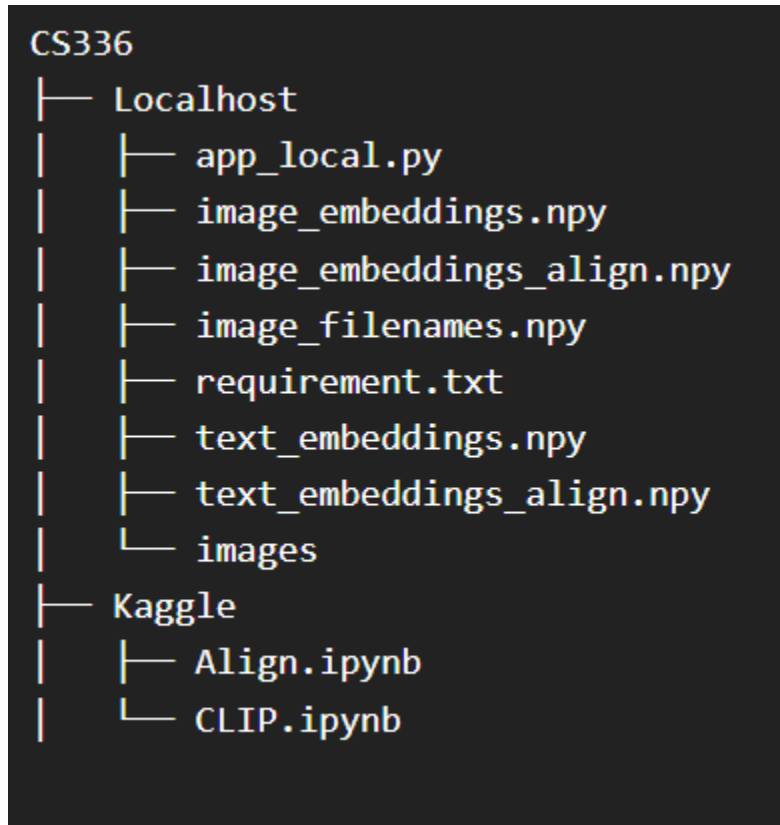 CS336
├── Localhost
│   ├── app_local.py
│   ├── image_embeddings.npy
│   ├── image_embeddings_align.npy
│   ├── image_filenames.npy
│   ├── requirement.txt
│   ├── text_embeddings.npy
│   ├── text_embeddings_align.npy
│   └── images
├── Kaggle
│   ├── Align.ipynb
│   └── CLIP.ipynb